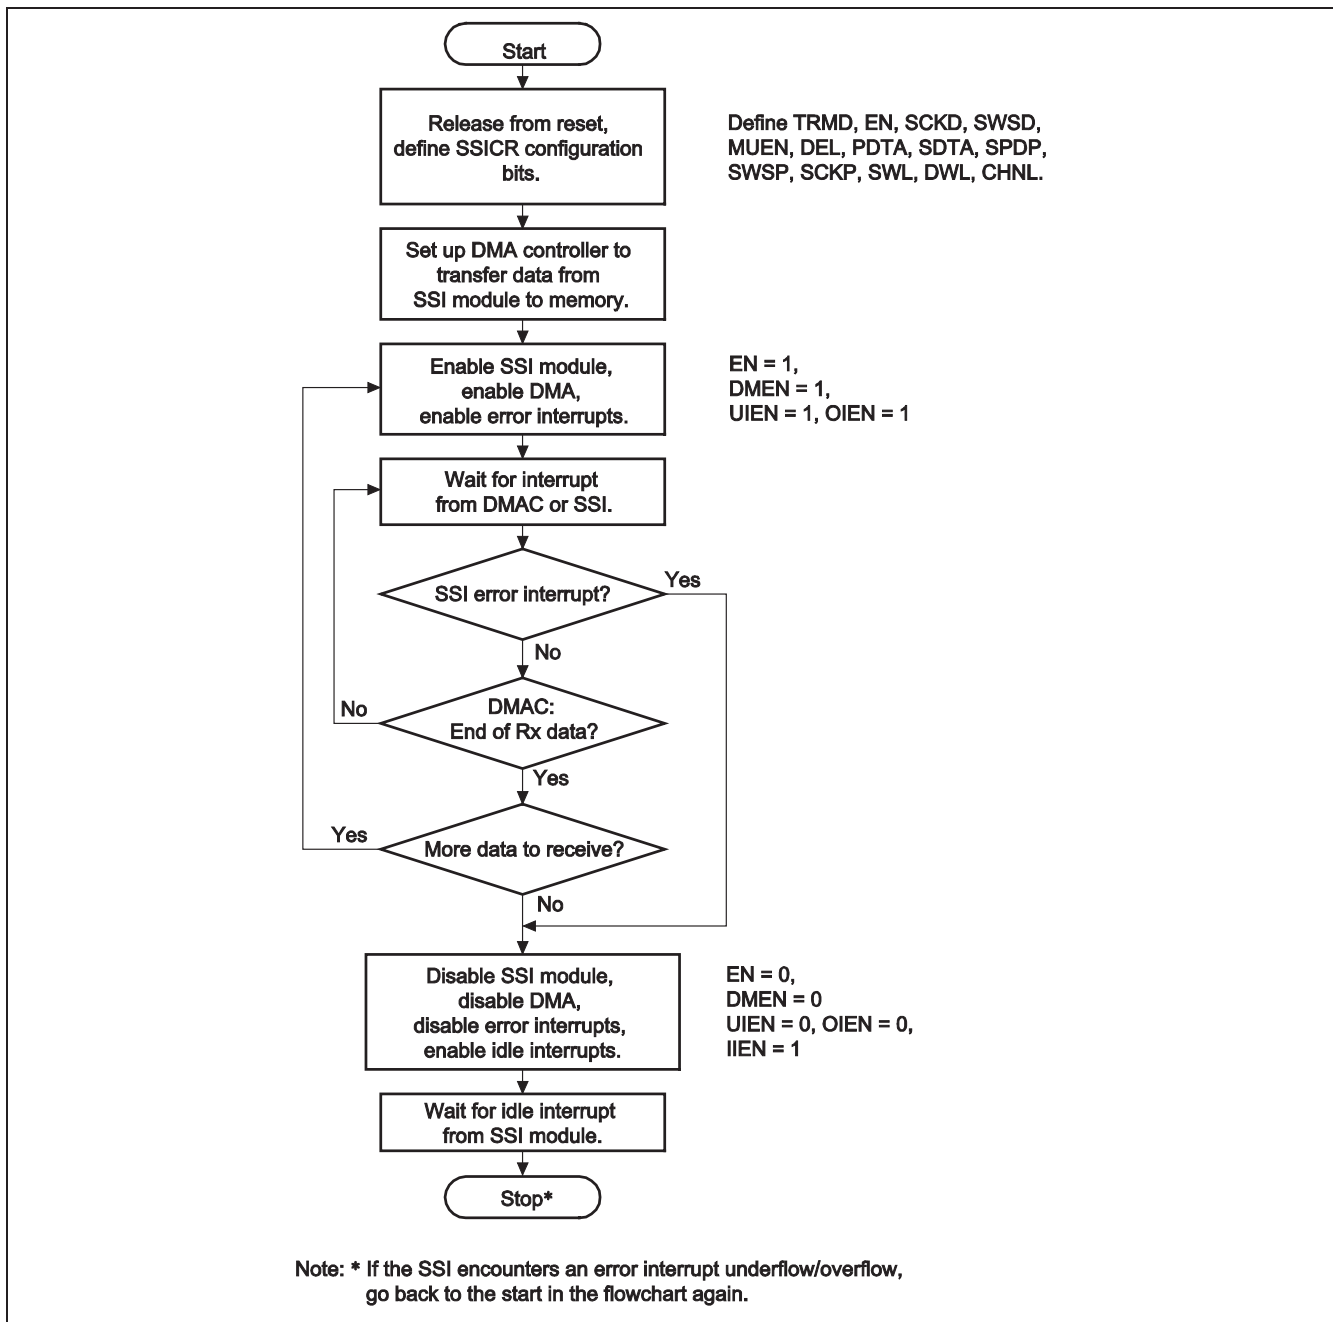 Start
Release from reset,
define SSICR configuration
bits.
Define TRMD, EN, SCKD, SWSD,
MUEN, DEL, PDTA, SDTA, SPDP,
SWSP, SCKP, SWL, DWL, CHNL.
Set up DMA controller to
transfer data from
SSI module to memory.
Enable SSI module,
enable DMA,
enable error interrupts.
EN = 1,
DMEN = 1,
UIEN = 1, OIEN = 1
Wait for interrupt
from DMAC or SSI.
SSI error interrupt?
Yes
No
DMAC:
End of Rx data?
No
Yes
More data to receive?
Yes
No
Disable SSI module,
disable DMA,
disable error interrupts,
enable idle interrupts.
EN = 0,
DMEN = 0
UIEN = 0, OIEN = 0,
IIEN = 1
Wait for idle interrupt
from SSI module.
Stop*
Note: * If the SSI encounters an error interrupt underflow/overflow,
go back to the start in the flowchart again.